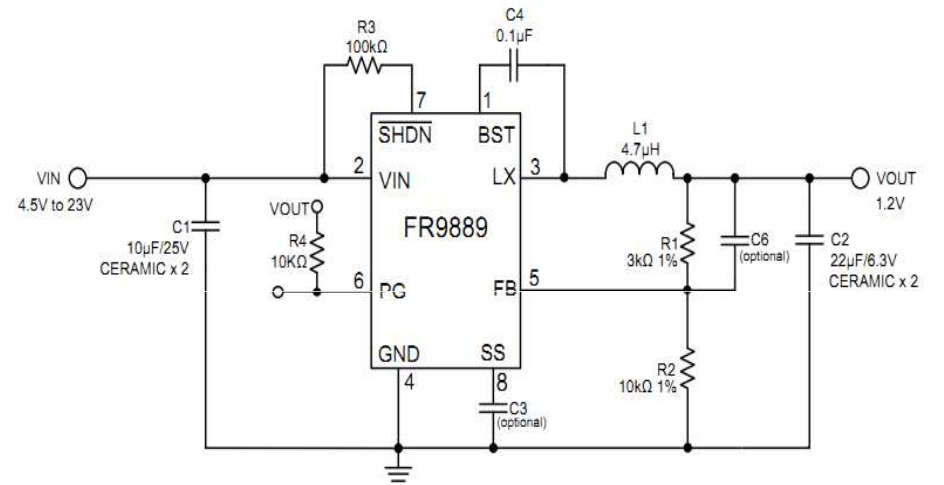 R3
100kΩ
C4
0.1µF
7
1
SHDN
BST
L1
4.7µH
VIN
4.5V to 23V
2
VIN
LX
3
VOUT
1.2V
C1
10µF/25V
CERAMIC x 2
VOUT
R4
10KΩ
FR9889
R1
3kΩ 1%
C6
(optional)
C2
22µF/6.3V
CERAMIC x 2
6
PG
FB
5
GND
SS
4
8
C3
(optional)
R2
10kΩ 1%